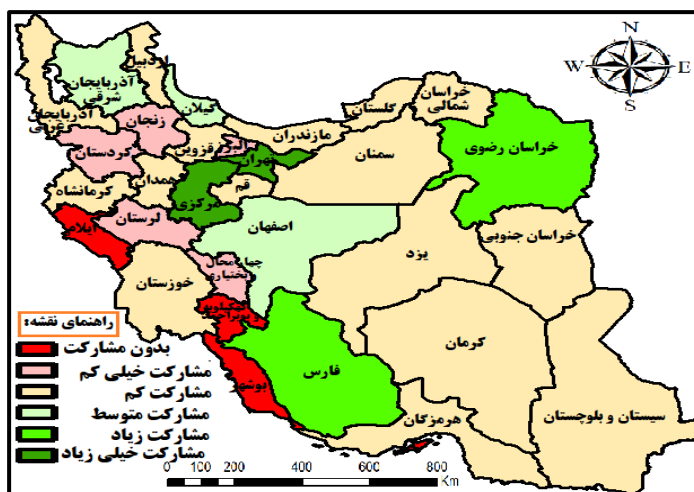 N
W E
S
اردبیل
آذربایجان
شرقی
گیلان
آذربایجان
غربی
زنجان
کردستان
قزوین
البرز
تهران
مازندران
گلستان
خراسان
شمالی
خراسان رضوی
سمنان
همدان
کرمانشاه
مرکزی
قم
ایلام
لرستان
اصفهان
یزد
خراسان جنوبی
چهارمحال
بختیاری
خوزستان
کهکیلویه
و بویراحمد
فارس
کرمان
بوشهر
هرمزگان
سیستان و بلوچستان
راهنمای نقشه:
بدون مشارکت
مشارکت خیلی کم
مشارکت کم
مشارکت متوسط
مشارکت زیاد
مشارکت خیلی زیاد
0 100 200 400 600 800
Km